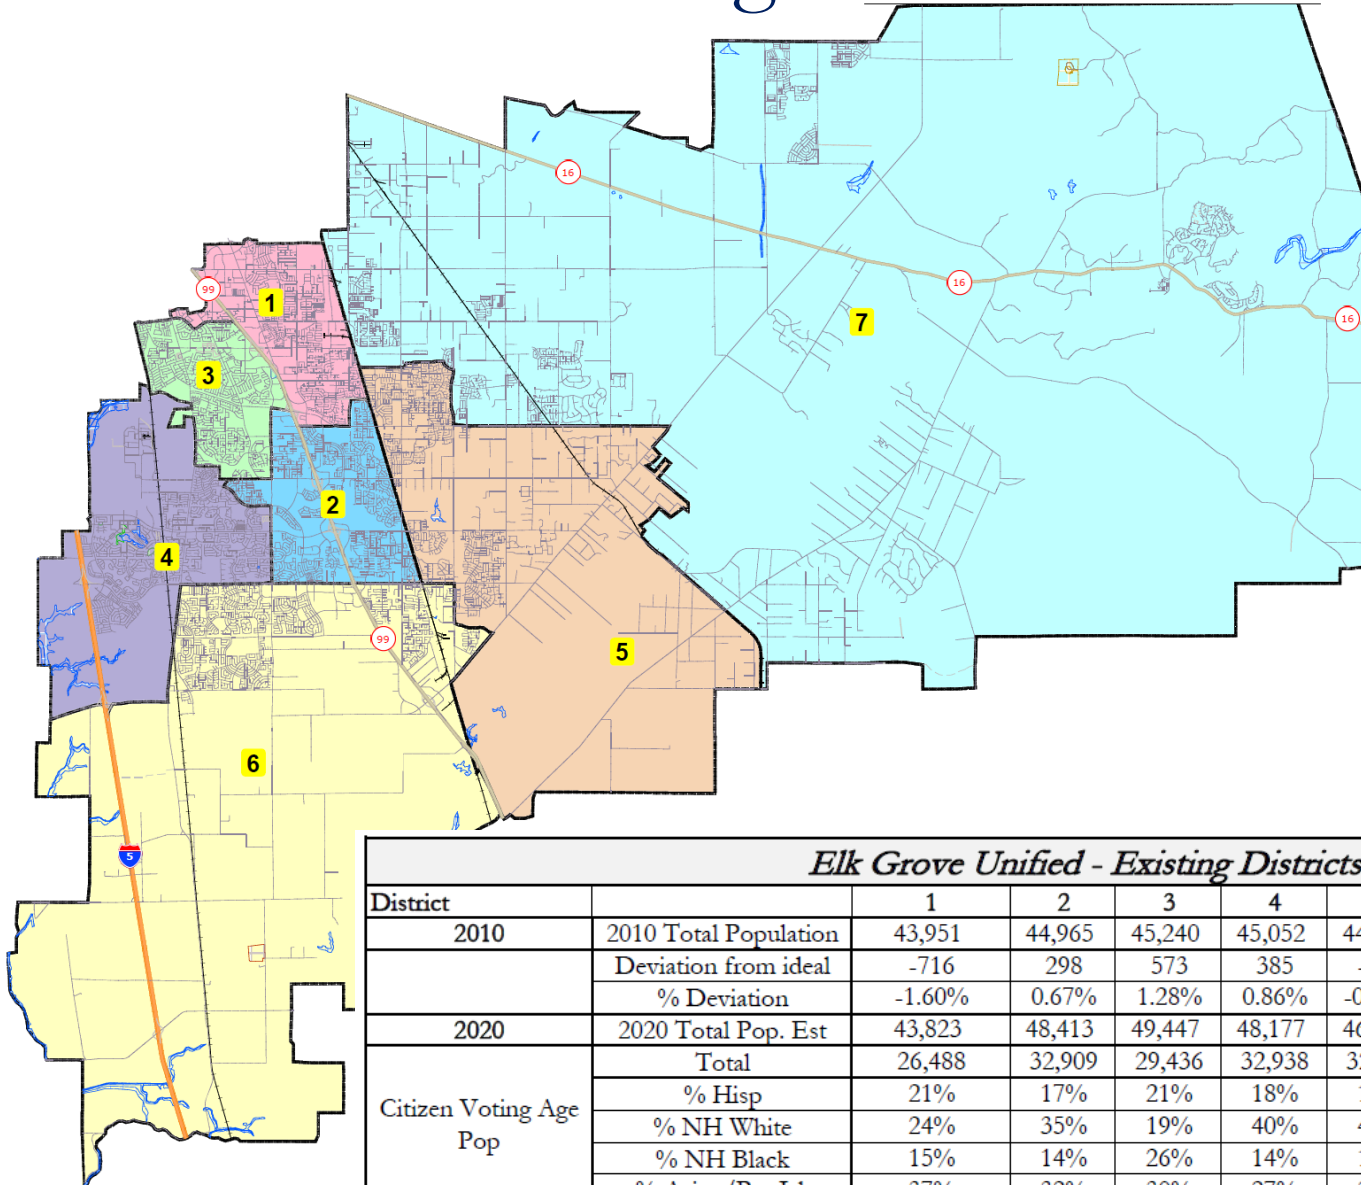 16
16
16
99
1
7
3
2
4
99
5
6
5
Elk Grove Unified - Existing Districts
District 1 2 3 4
2010 2010 Total Population 43,951 44,965 45,240 45,052
Deviation from ideal -716 298 573 385
% Deviation -1.60% 0.67% 1.28% 0.86%
2020 2020 Total Pop. Est 43,823 48,413 49,447 48,177
Citizen Voting Age Pop
Total 26,488 32,909 29,436 32,938
% Hisp 21% 17% 21% 18%
% NH White 24% 35% 19% 40%
% NH Black 15% 14% 26% 14%